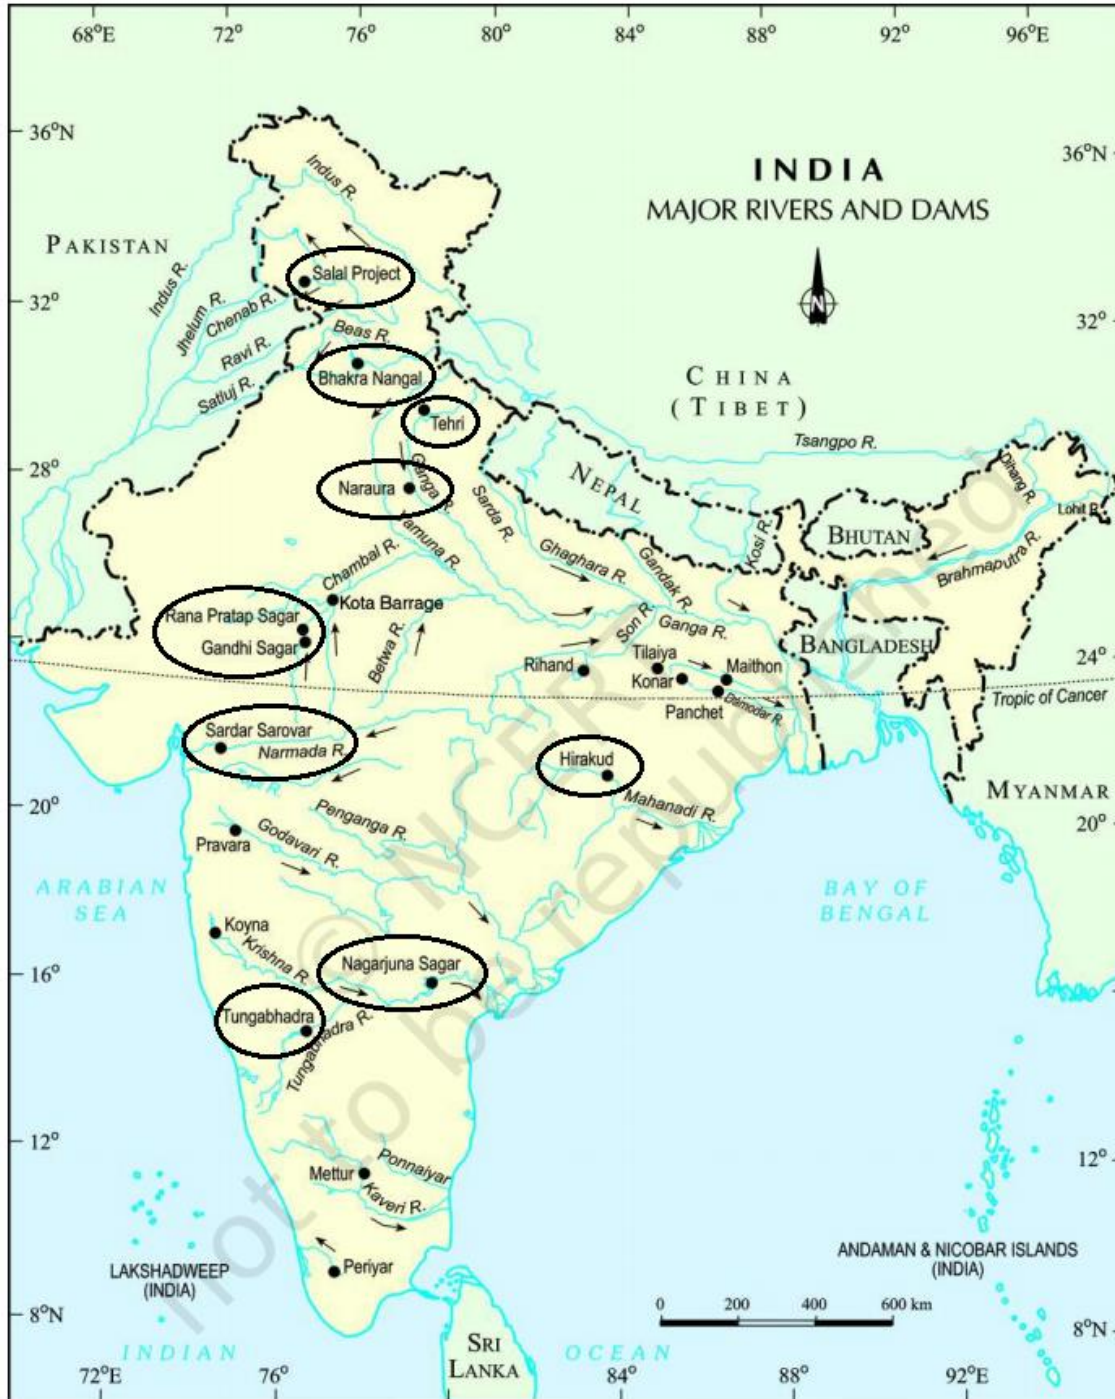 68°E 72° 76° 80° 84° 88° 92° 96°E
36°N
36°N
INDIA
MAJOR RIVERS AND DAMS
Indus R.
PAKISTAN
N
Salal Project
Indus R.
Jhelum R.
Chenab R.
32°
32°
Beas R.
Ravi R.
Bhakra Nangal
Satluj R.
CHINA
(TIBET)
Tehri
Tsangpo R.
28°
Naraura
Ganga R.
Sarda R.
NEPAL
Dihang R.
Lohit R.
Yamuna R.
Kosi R.
BHUTAN
Ghaghara R.
Gandak R.
Brahmaputra R.
Chambal R.
Kota Barrage
Rana Pratap Sagar
Gandhi Sagar
Betwa R.
Son R.
Ganga R.
BANGLADESH
24°
Rihand
Tilaiya
Maithon
Konar
Panchet
Damodar R.
Tropic of Cancer
Sardar Sarovar
Narmada R.
Hirakud
Mahanadi R.
MYANMAR
20°
20°
Penganga R.
Godavari R.
Pravara
ARABIAN
SEA
BAY OF
BENGAL
Koyna
Krishna R.
Nagarjuna Sagar
16°
Tungabhadra
Tungabhadra R.
12°
12°
Mettur
Ponnaiyar
Kaveri R.
Periyar
LAKSHADWEEP
(INDIA)
ANDAMAN & NICOBAR ISLANDS
(INDIA)
0 200 400 600 km
8°N
8°N
INDIAN
OCEAN
SRI
LANKA
72°E 76° 84° 88° 92°E
© NCERT
not to be republished